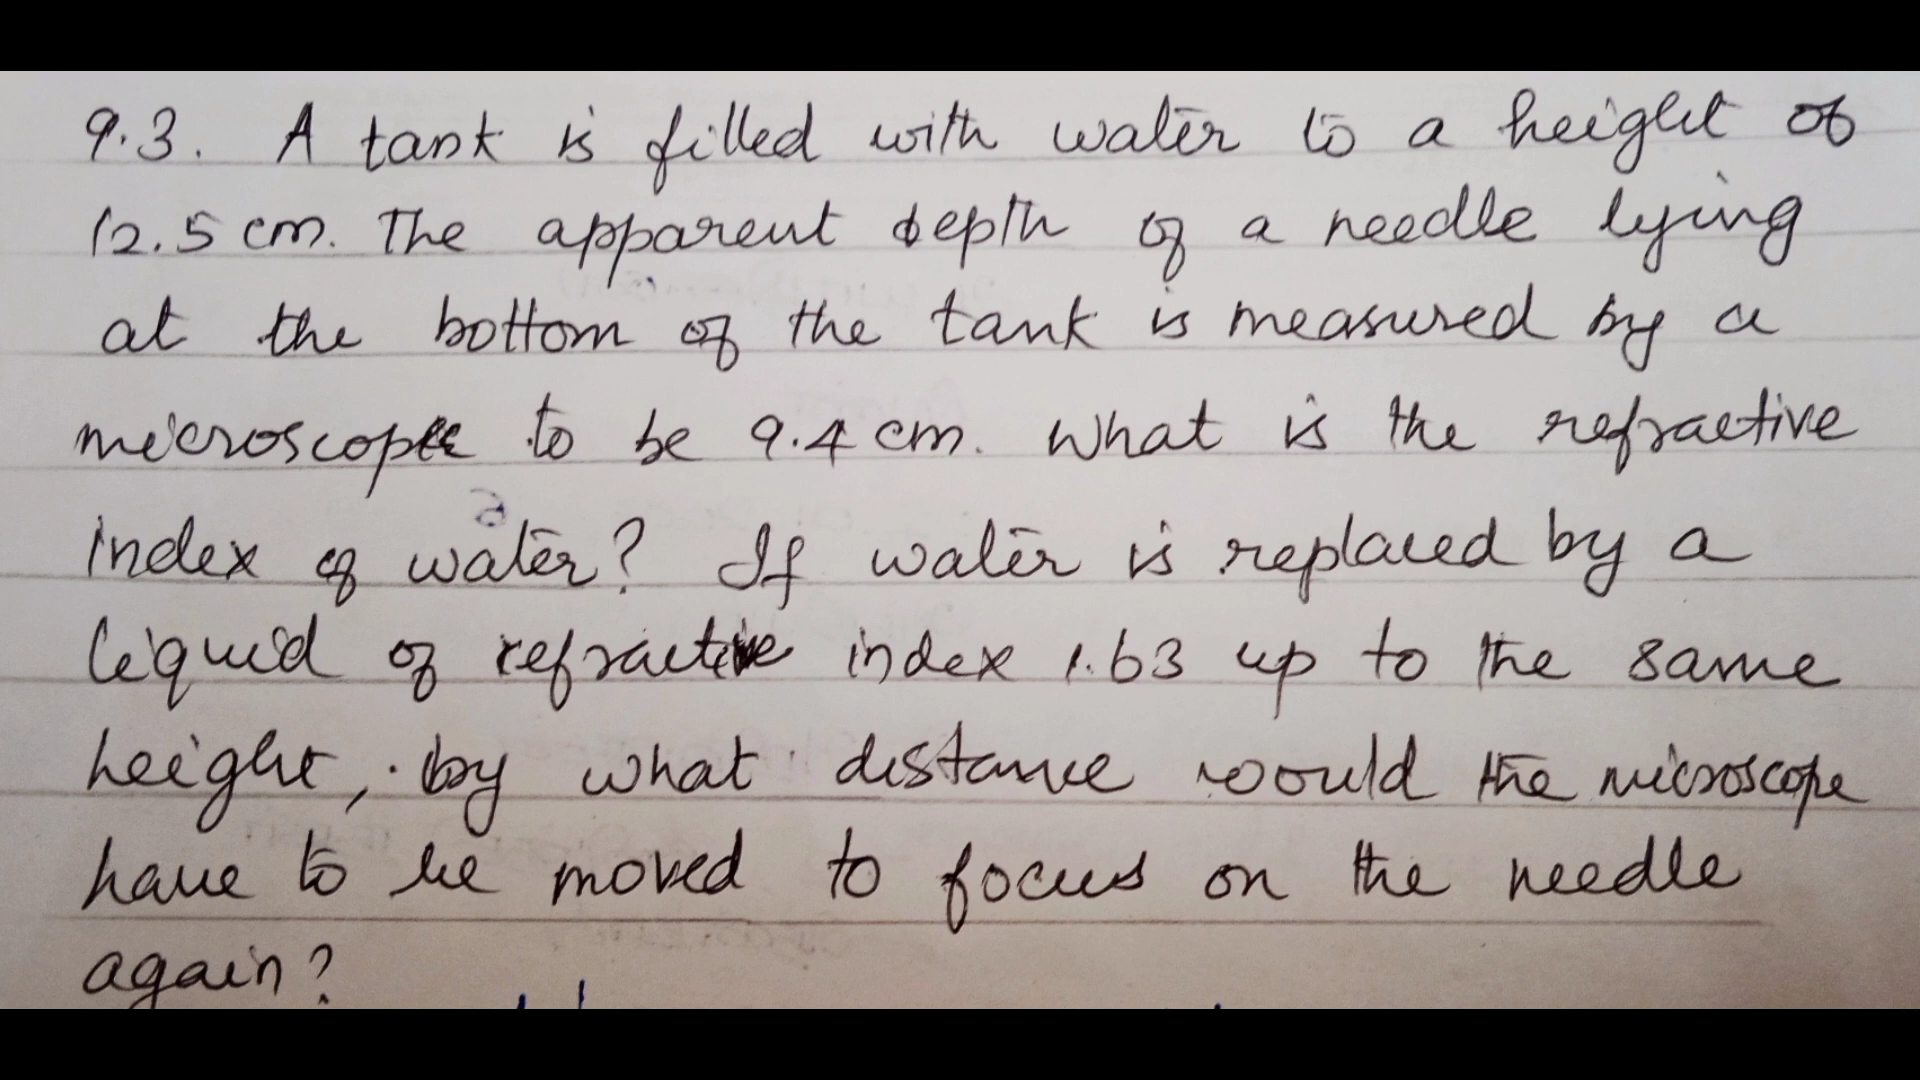 9.3. A tank is filled with water to a height of
12.5 cm. The apparent depth of a needle lying
at the bottom of the tank is measured by a
microscope to be 9.4 cm. What is the refractive
index of water? If water is replaced by a
liquid of refractive index 1.63 up to the same
height, by what distance would the microscope
have to be moved to focus on the needle
again?